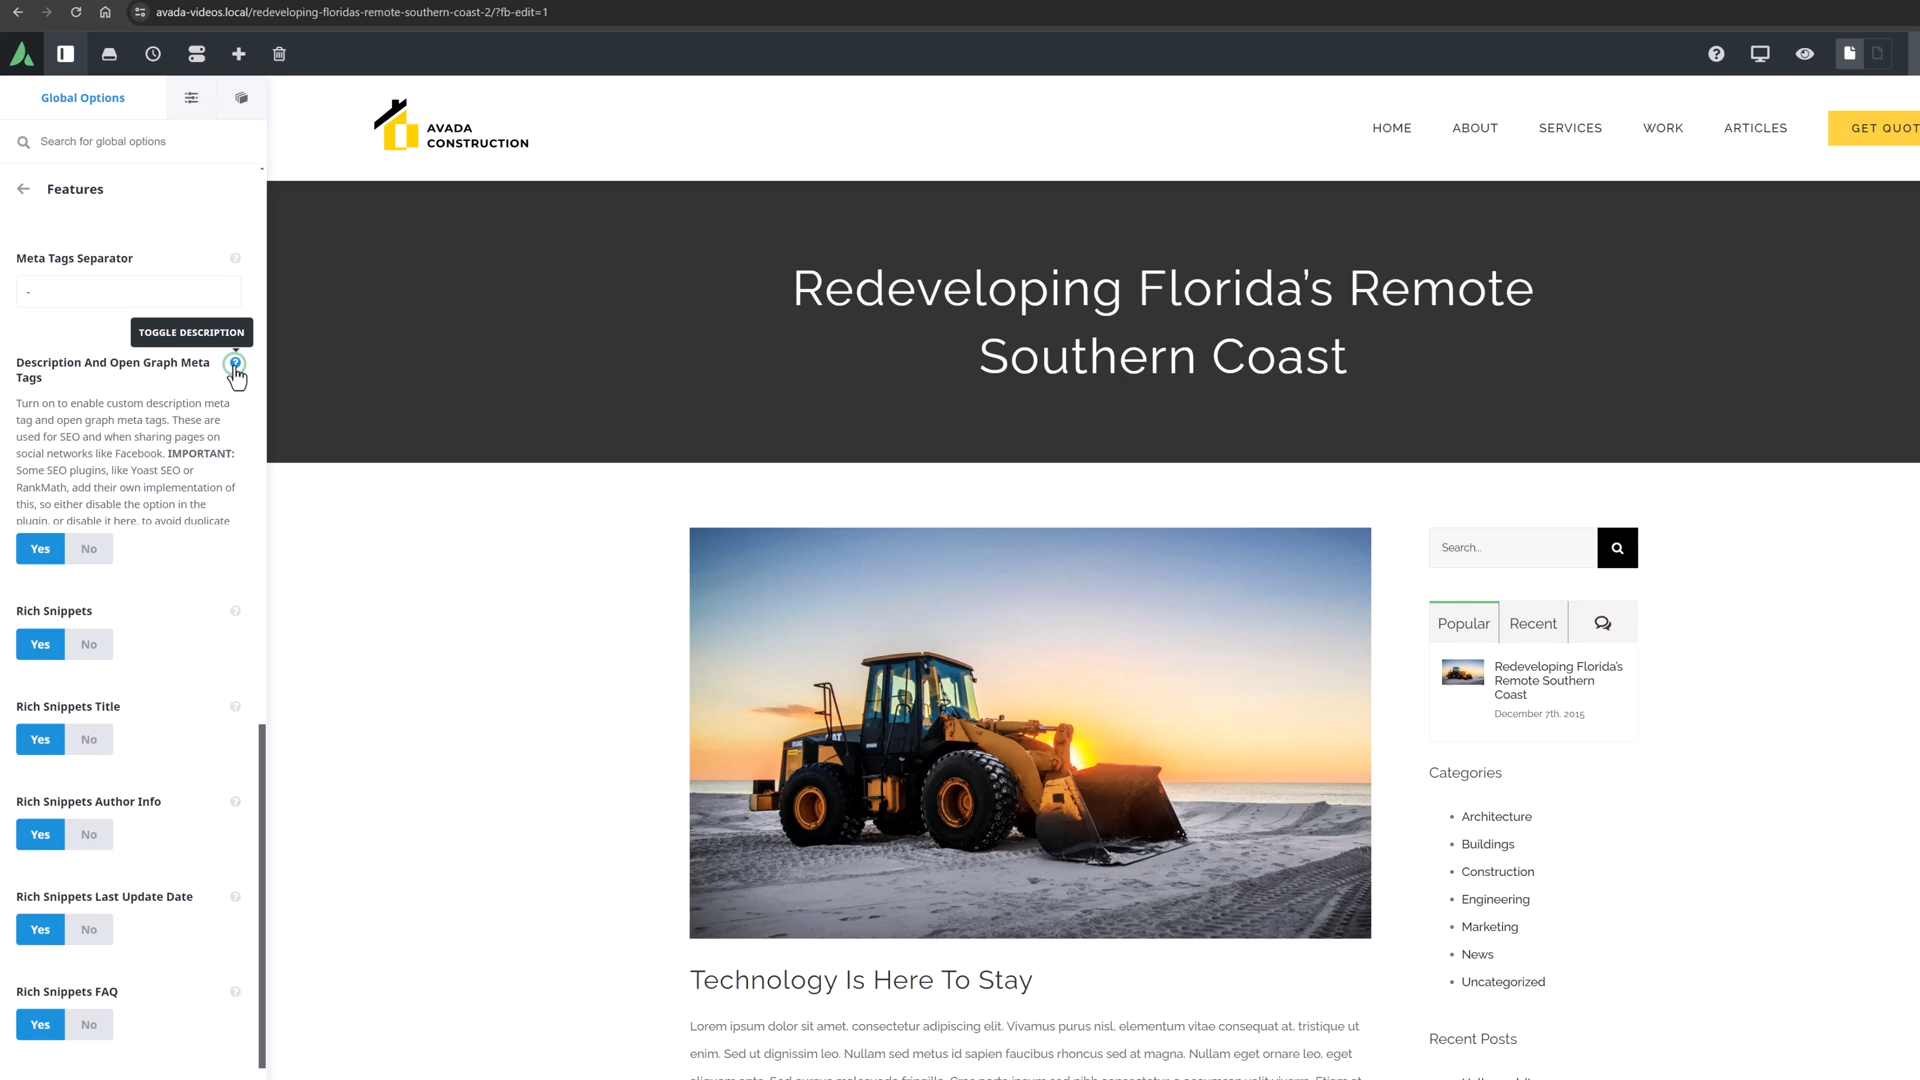 avada-videos.local/redeveloping-floridas-remote-southern-coast-2/?fb-edit=1
Global Options
Search for global options
Features
Meta Tags Separator
-
TOGGLE DESCRIPTION
Description And Open Graph Meta
Tags
Turn on to enable custom description meta
tag and open graph meta tags. These are
used for SEO and when sharing pages on
social networks like Facebook. IMPORTANT:
Some SEO plugins, like Yoast SEO or
RankMath, add their own implementation of
this, so either disable the option in the
plugin, or disable it here, to avoid duplicate
Yes No
Rich Snippets
Yes No
Rich Snippets Title
Yes No
Rich Snippets Author Info
Yes No
Rich Snippets Last Update Date
Yes No
Rich Snippets FAQ
Yes No
AVADA
CONSTRUCTION
HOME ABOUT SERVICES WORK ARTICLES GET QUOT
Redeveloping Florida’s Remote
Southern Coast
CAT
Technology Is Here To Stay
Lorem ipsum dolor sit amet, consectetur adipiscing elit. Vivamus purus nisl, elementum vitae consequat at, tristique ut
enim. Sed ut dignissim leo. Nullam sed metus id sapien faucibus rhoncus sed at magna. Nullam eget ornare leo, eget
Search...
Popular Recent
Redeveloping Florida’s
Remote Southern
Coast
December 7th, 2015
Categories
• Architecture
• Buildings
• Construction
• Engineering
• Marketing
• News
• Uncategorized
Recent Posts